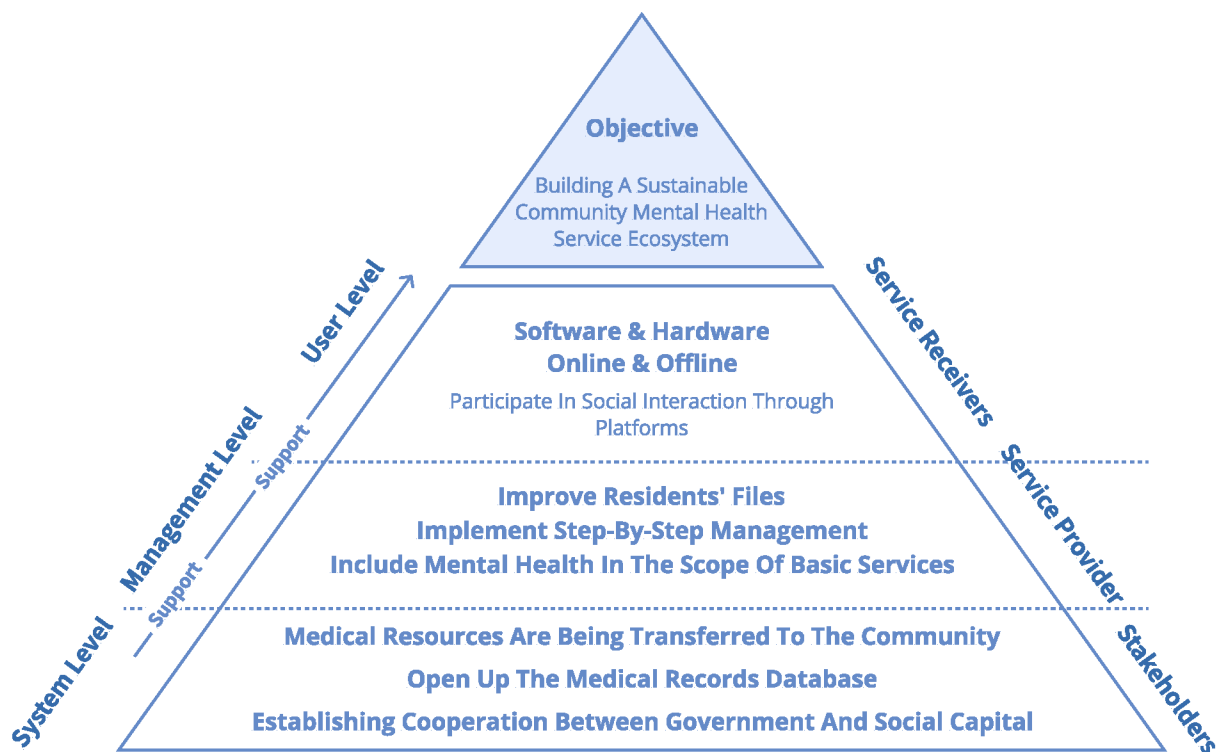 Objective
Building A Sustainable
Community Mental Health
Service Ecosystem
User Level
Service Receivers
Software & Hardware
Online & Offline
Participate In Social Interaction Through
Platforms
Support
Management Level
Service Provider
Improve Residents' Files
Implement Step-By-Step Management
Include Mental Health In The Scope Of Basic Services
Support
System Level
Stakeholders
Medical Resources Are Being Transferred To The Community
Open Up The Medical Records Database
Establishing Cooperation Between Government And Social Capital